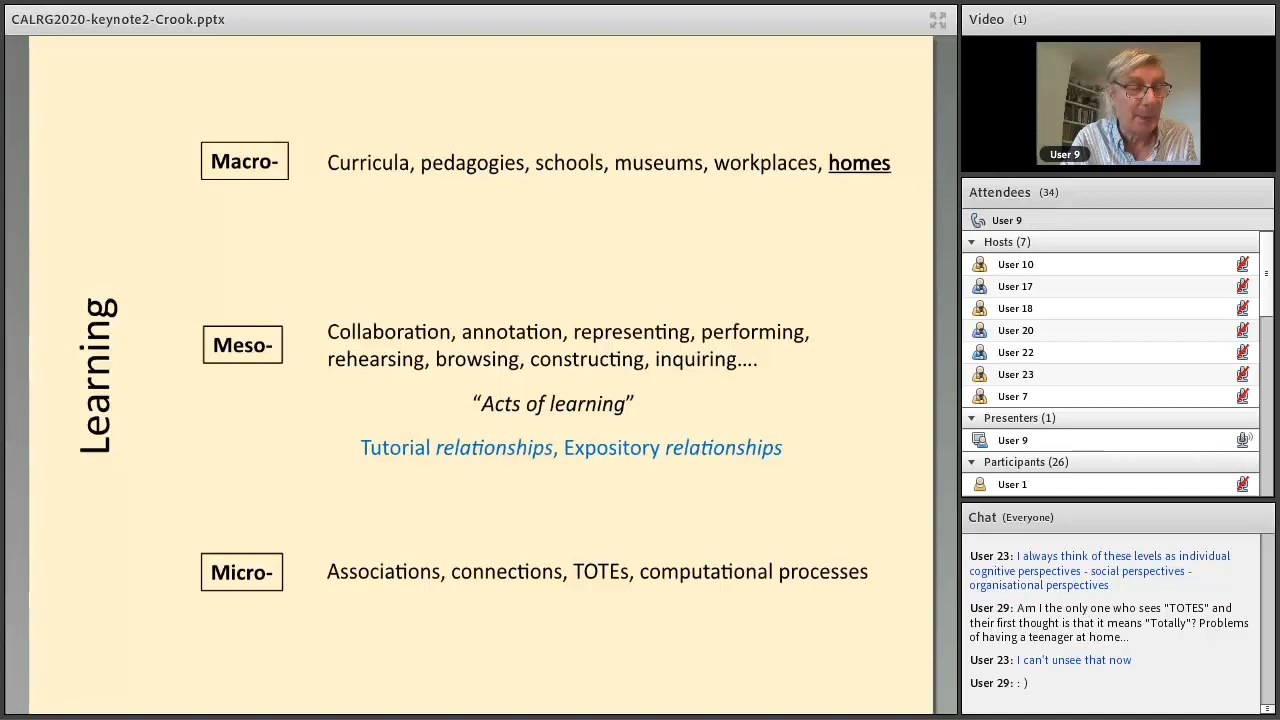 CALRG2020-keynote2-Crook.pptx
Learning
Macro-
Curricula, pedagogies, schools, museums, workplaces, homes
Meso-
Collaboration, annotation, representing, performing,
rehearsing, browsing, constructing, inquiring....
“Acts of learning”
Tutorial relationships, Expository relationships
Micro-
Associations, connections, TOTEs, computational processes
Video (1)
User 9
Attendees (34)
User 9
Hosts (7)
User 10
User 17
User 18
User 20
User 22
User 23
User 7
Presenters (1)
User 9
Participants (26)
User 1
Chat (Everyone)
User 23: I always think of these levels as individual
cognitive perspectives - social perspectives -
organisational perspectives
User 29: Am I the only one who sees "TOTES" and
their first thought is that it means "Totally"? Problems
of having a teenager at home...
User 23: I can't unsee that now
User 29: : )